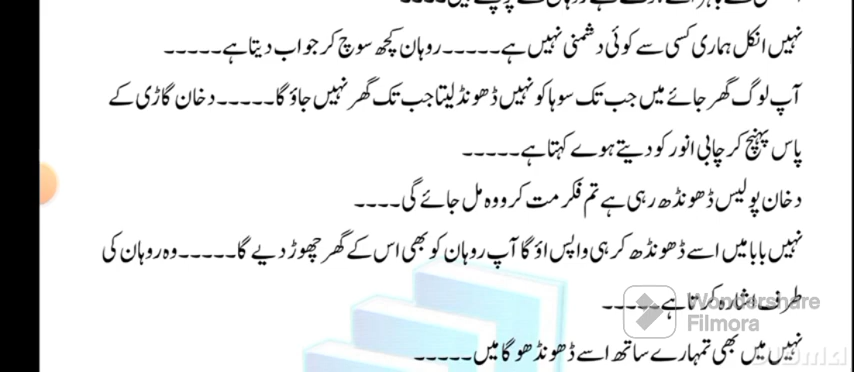 نہیں انکل ہماری کسی سے کوئی دشمنی نہیں ہے۔۔۔۔۔روہان کچھ سوچ کر جواب دیتا ہے۔۔۔۔۔
آپ لوگ گھر جائے میں جب تک سوہا کو نہیں ڈھونڈ لیتا جب تک گھر نہیں جاؤ گا۔۔۔۔۔دخان گاڑی کے
پاس پہنچ کر چابی انور کو دیتے ہوے کہتا ہے۔۔۔۔۔
دخان پولیس ڈھونڈھ رہی ہے تم فکر مت کرو وہ مل جائے گی۔۔۔۔
نہیں بابا میں اسے ڈھونڈھ کر ہی واپس اؤ گا آپ روہان کو بھی اس کے گھر چھوڑ دیے گا۔۔۔۔۔وہ روہان کی
طرف اشارہ کرتا ہے۔۔۔۔۔
Wondershare
Filmora
نہیں میں بھی تمہارے ساتھ اسے ڈھونڈھو گا میں۔۔۔۔۔